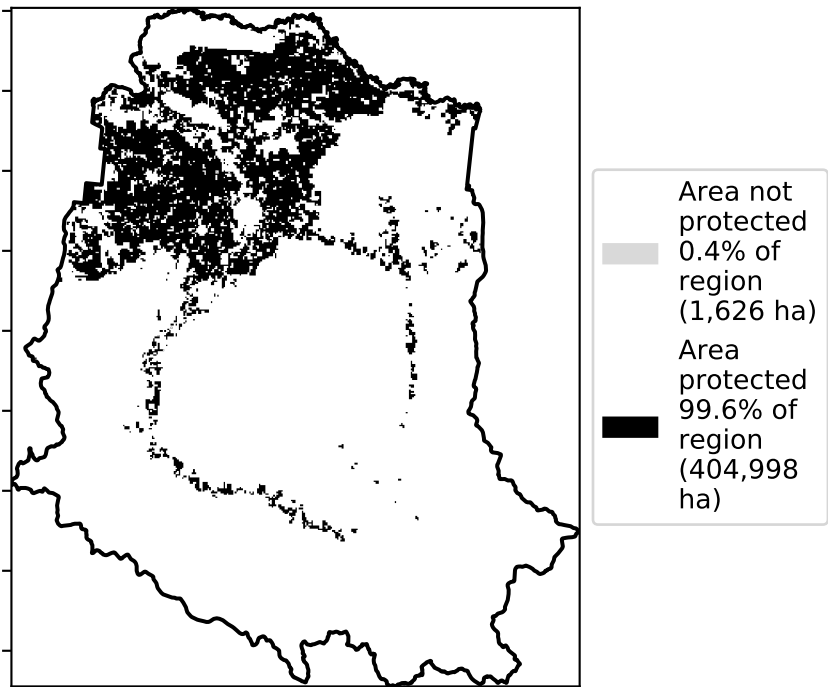 Area not
protected
0.4% of
region
(1,626 ha)
Area
protected
99.6% of
region
(404,998
ha)